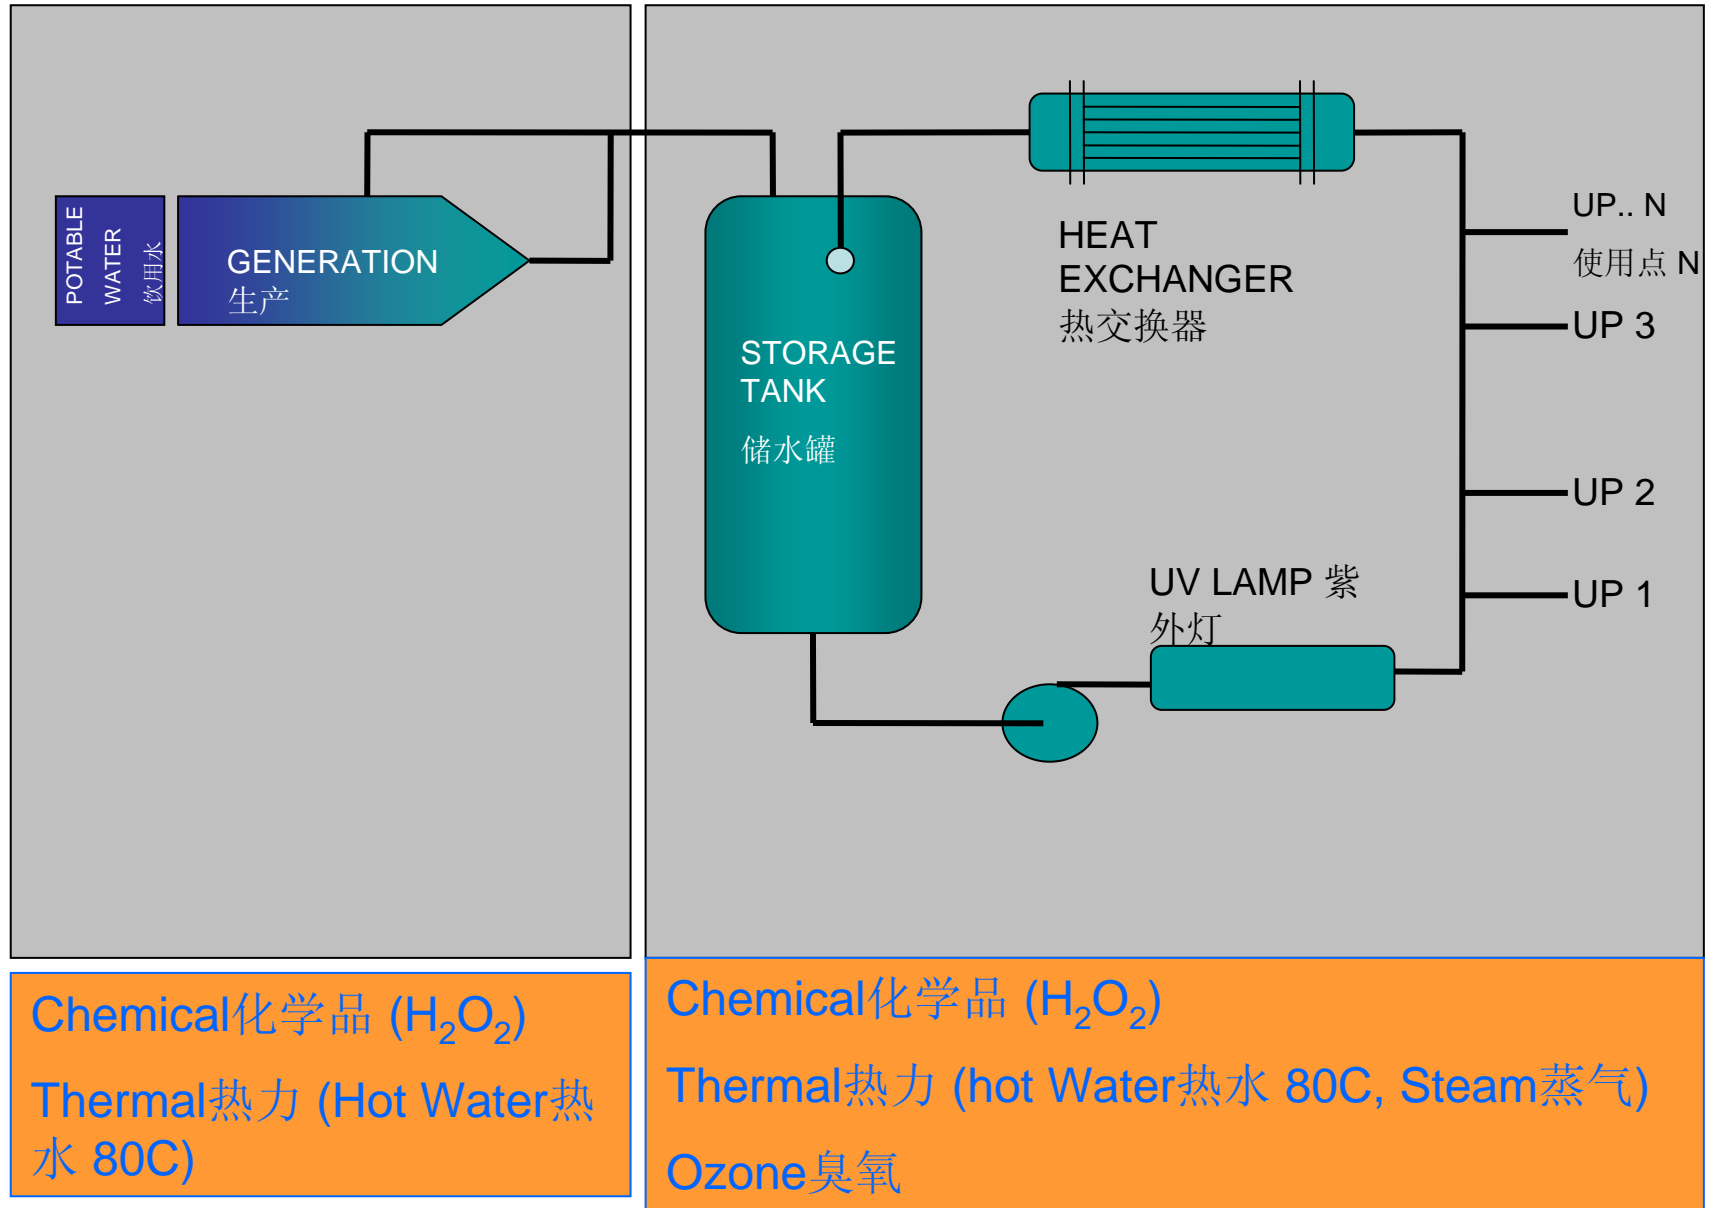 POTABLE
WATER
饮用水
GENERATION
生产
STORAGE
TANK
储水罐
HEAT
EXCHANGER
热交换器
UP.. N
使用点 N
UP 3
UP 2
UP 1
UV LAMP 紫
外灯
Chemical化学品 (H₂O₂)
Thermal热力 (Hot Water热
水 80C)
Chemical化学品 (H₂O₂)
Thermal热力 (hot Water热水 80C, Steam蒸气)
Ozone臭氧